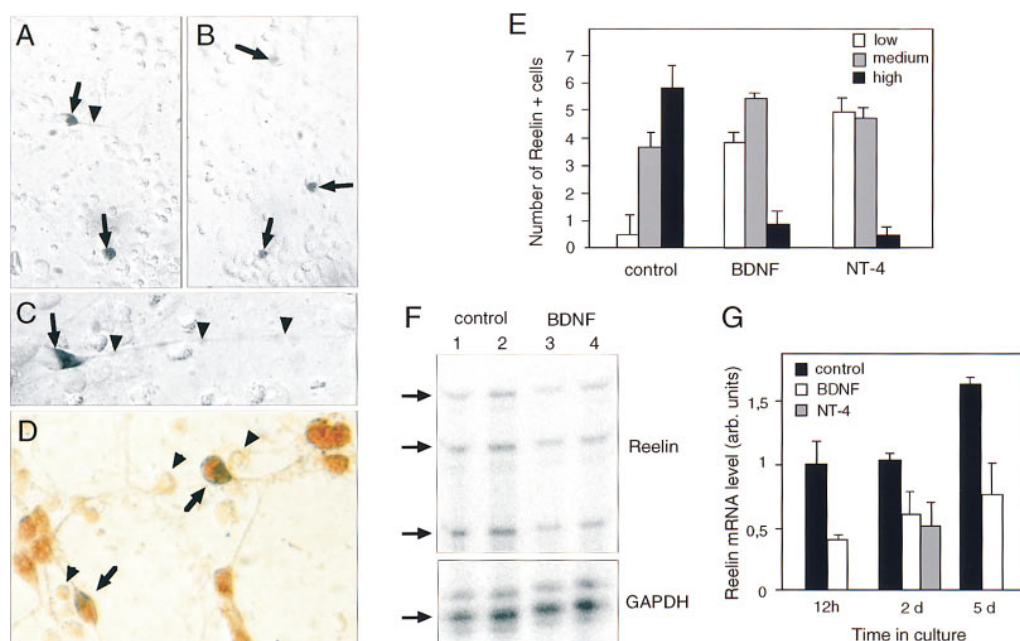 A
B
C
D
E
Number of Reelin + cells
7
6
5
4
3
2
1
0
low
medium
high
control BDNF NT-4
F
control BDNF
1 2 3 4
Reelin
GAPDH
G
Reelin mRNA level (arb. units)
1,5
1
0,5
0
control
BDNF
NT-4
12h 2 d 5 d
Time in culture